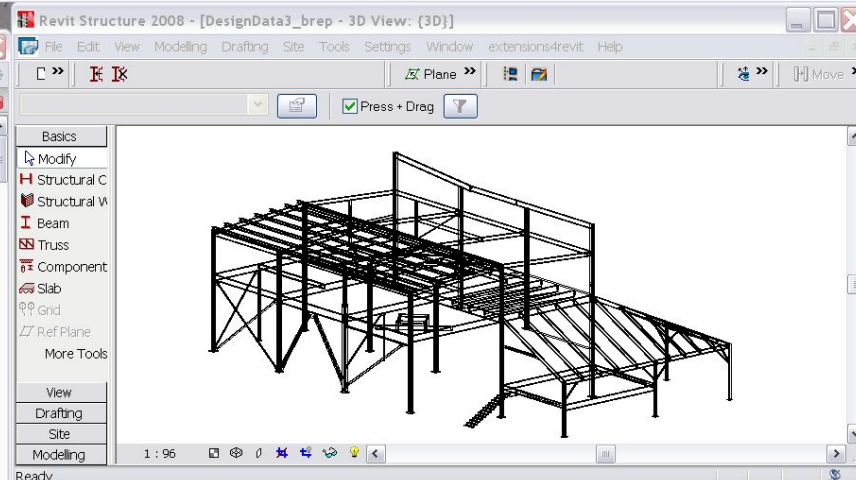 Revit Structure 2008 - [DesignData3_brep - 3D View: {3D}]
File Edit View Modelling Drafting Site Tools Settings Window extensions4revit Help
Plane Move
Press + Drag
Basics
Modify
Structural C
Structural W
Beam
Truss
Component
Slab
Grid
Ref Plane
More Tools
View
Drafting
Site
Modelling
1 : 96
Ready